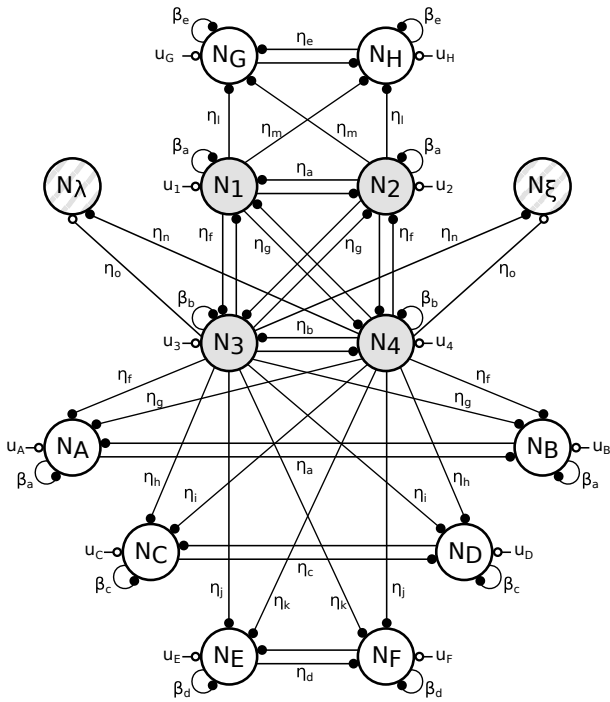 βe ηe βe
uG NG NH uH
ηl ηm ηm ηl
βa ηa βa
Nλ u1 N1 N2 u2 Nξ
ηn ηf ηg ηg ηf ηn
ηo ηo
βb ηb βb
u3 N3 N4 u4
ηf ηg ηg ηf
uA NA NB uB
βa ηa βa
ηh ηi ηi ηh
uC NC ND uD
βc ηc βc
ηj ηk ηk ηj
uE NE NF uF
βd ηd βd